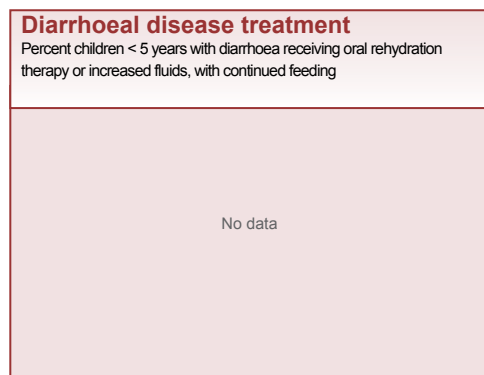 Diarrhoeal disease treatment
Percent children < 5 years with diarrhoea receiving oral rehydration
therapy or increased fluids, with continued feeding
No data